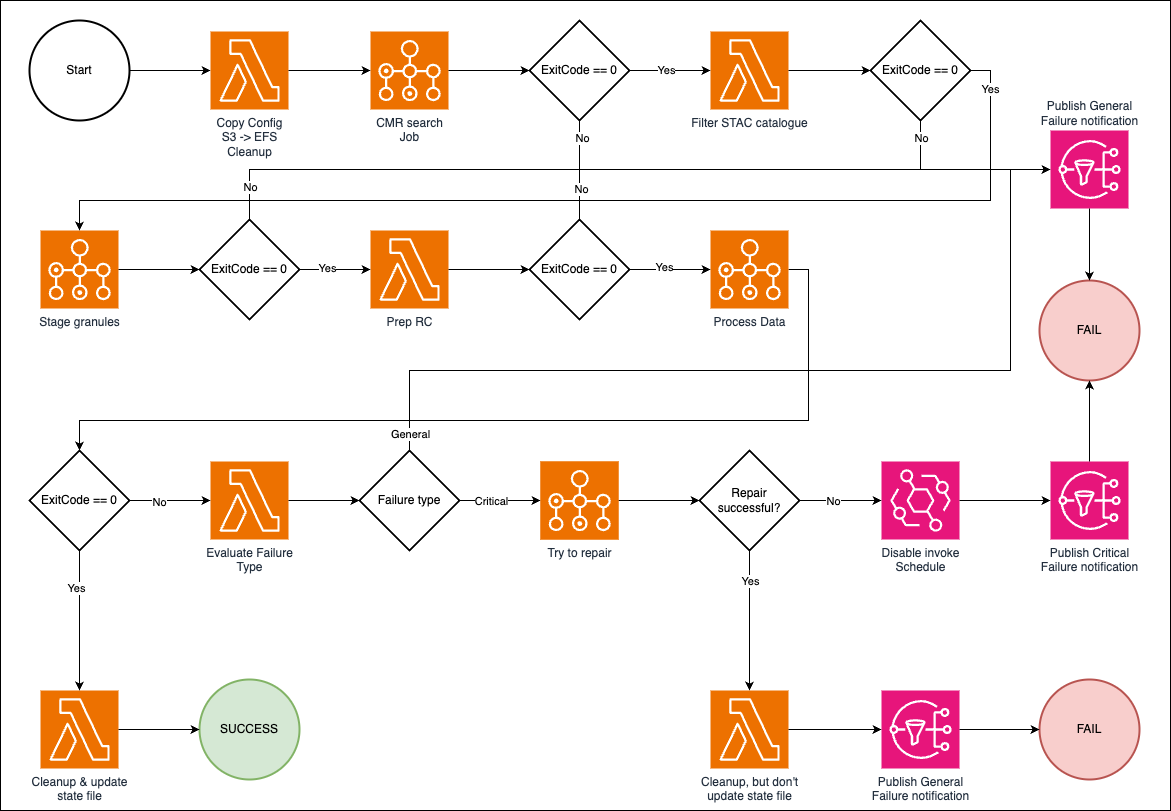 Start
Copy Config
S3 -> EFS
Cleanup
CMR search
Job
ExitCode == 0
Yes
No
Filter STAC catalogue
ExitCode == 0
Yes
No
Publish General
Failure notification
Stage granules
No
ExitCode == 0
Yes
Prep RC
No
ExitCode == 0
Yes
Process Data
FAIL
ExitCode == 0
No
Yes
Evaluate Failure
Type
General
Failure type
Critical
Try to repair
Repair
successful?
No
Yes
Disable invoke
Schedule
Publish Critical
Failure notification
Cleanup & update
state file
SUCCESS
Cleanup, but don't
update state file
Publish General
Failure notification
FAIL